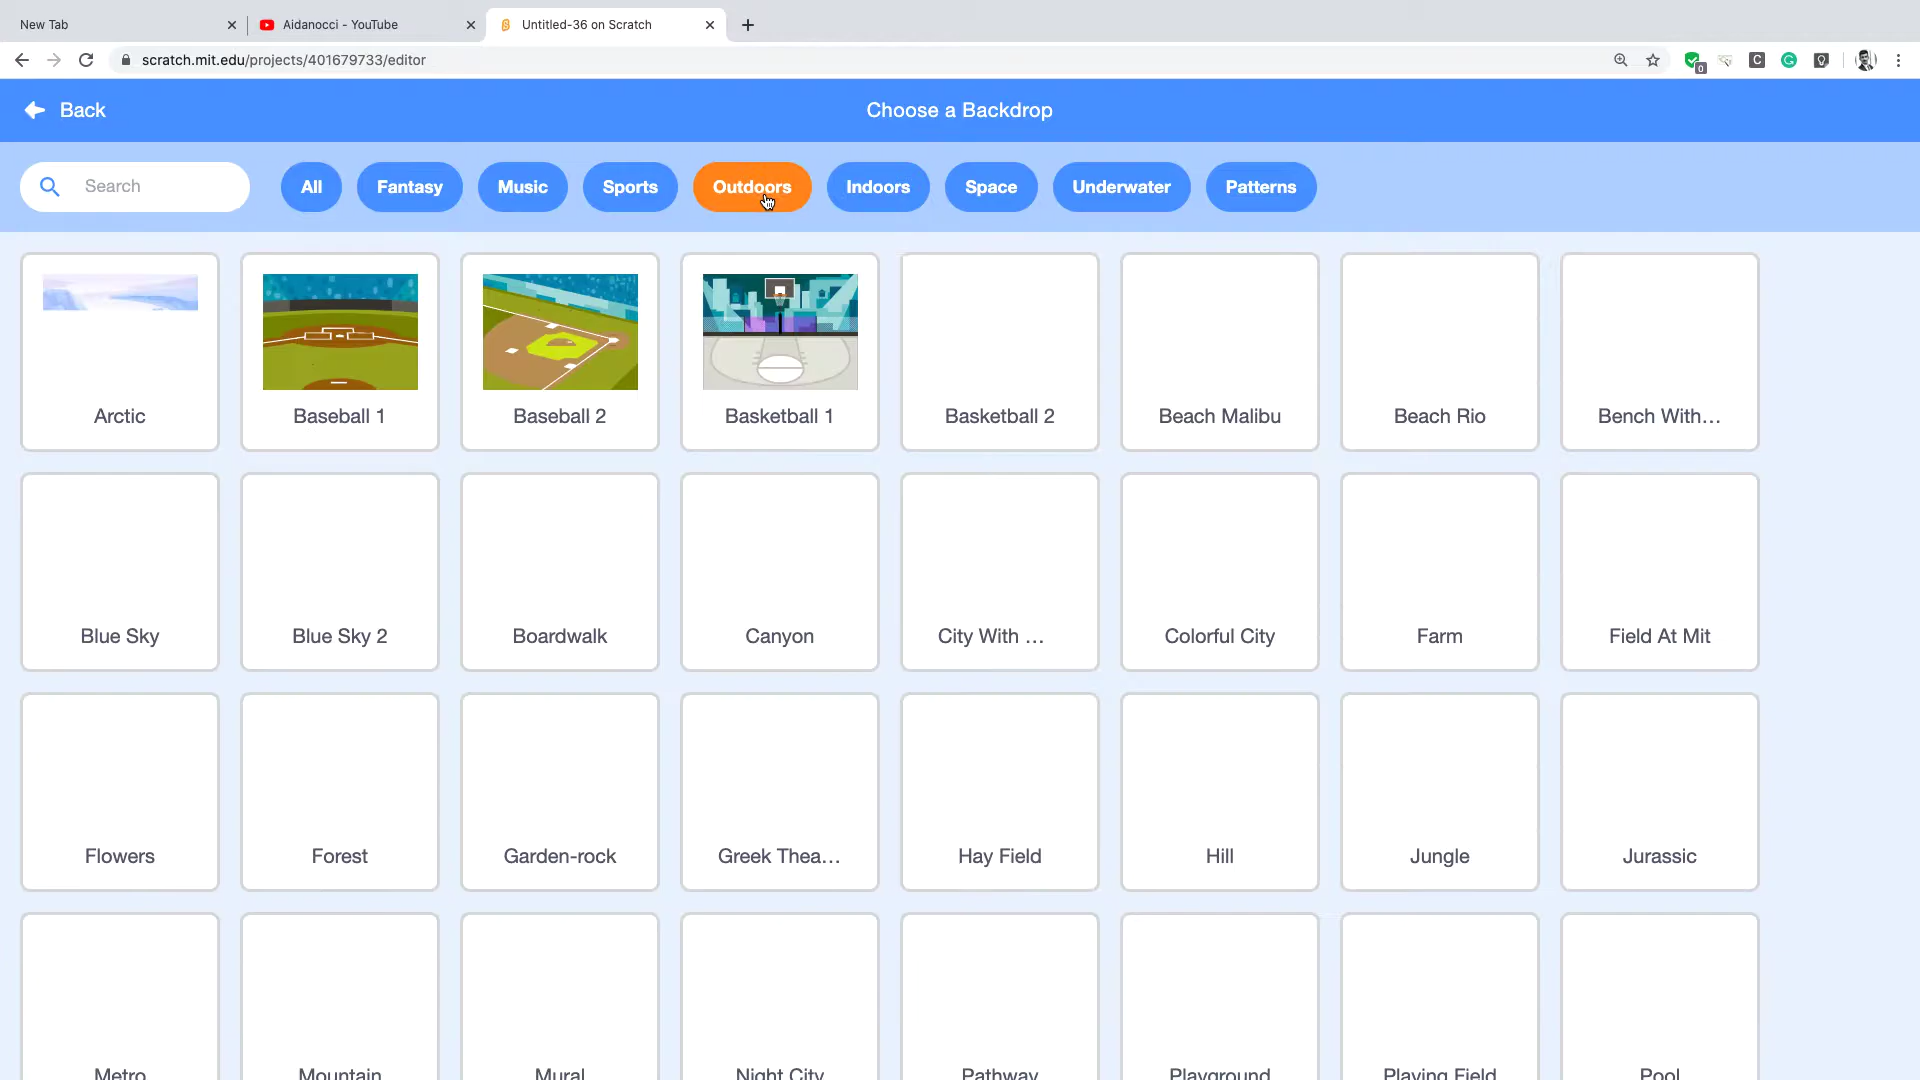 New Tab
Aidanocci - YouTube
Untitled-36 on Scratch
scratch.mit.edu/projects/401679733/editor
0
C
G
Back
Choose a Backdrop
Search
All
Fantasy
Music
Sports
Outdoors
Indoors
Space
Underwater
Patterns
Arctic
Baseball 1
Baseball 2
Basketball 1
Basketball 2
Beach Malibu
Beach Rio
Bench With...
Blue Sky
Blue Sky 2
Boardwalk
Canyon
City With ...
Colorful City
Farm
Field At Mit
Flowers
Forest
Garden-rock
Greek Thea...
Hay Field
Hill
Jungle
Jurassic
Metro
Mountain
Mural
Night City
Pathway
Playground
Playing Field
Pool